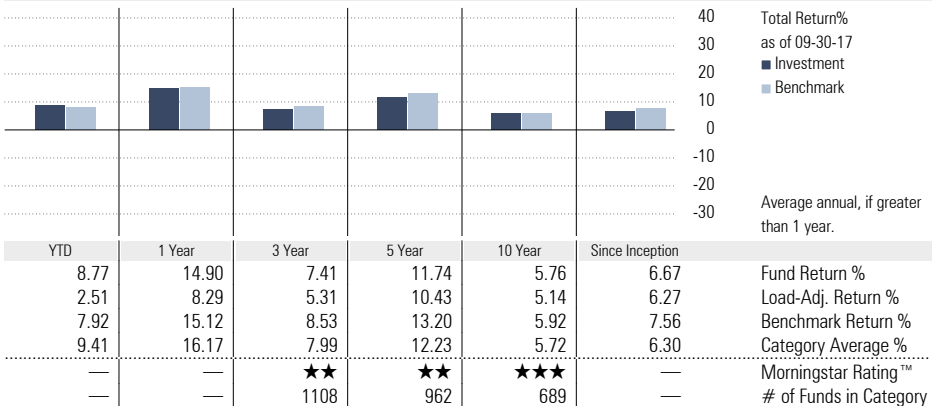 40
30
20
10
0
-10
-20
-30
Total Return%
as of 09-30-17
■ Investment
■ Benchmark
Average annual, if greater
than 1 year.
YTD 1 Year 3 Year 5 Year 10 Year Since Inception
8.77 14.90 7.41 11.74 5.76 6.67 Fund Return %
2.51 8.29 5.31 10.43 5.14 6.27 Load-Adj. Return %
7.92 15.12 8.53 13.20 5.92 7.56 Benchmark Return %
9.41 16.17 7.99 12.23 5.72 6.30 Category Average %
— — ★★ ★★ ★★★ — Morningstar Rating™
— — 1108 962 689 — # of Funds in Category